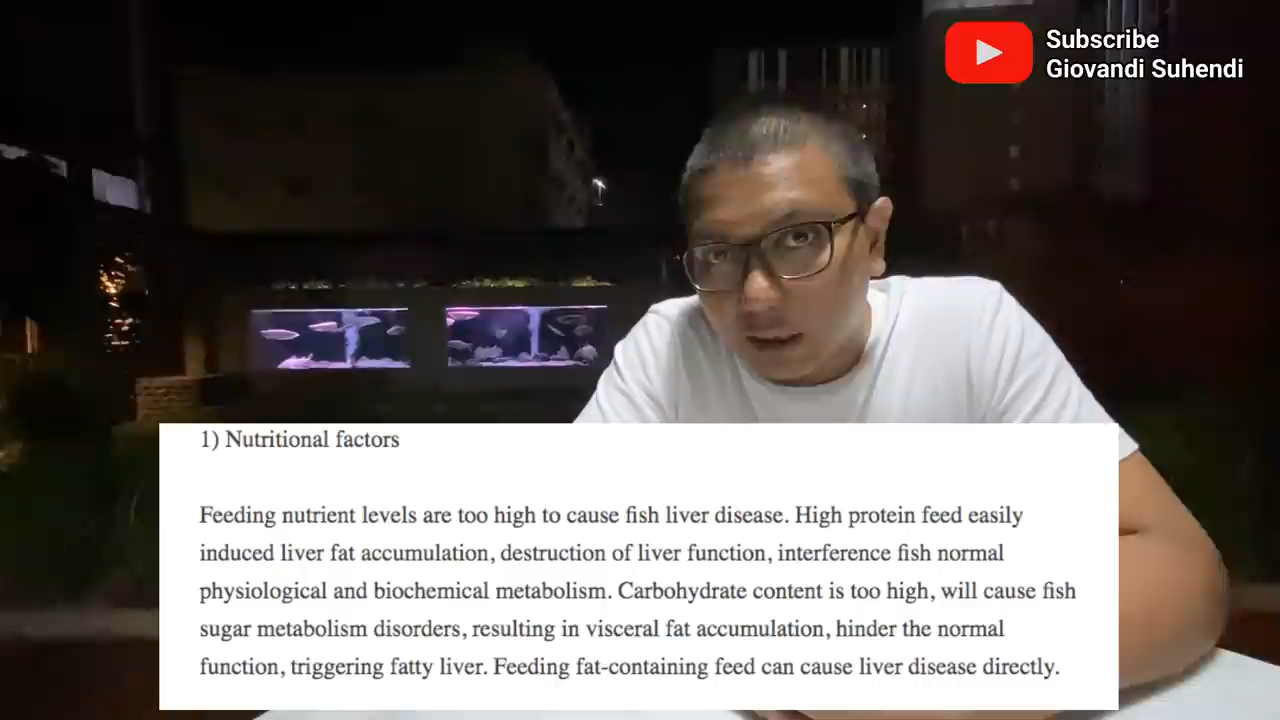 Subscribe
Giovandi Suhendi
1) Nutritional factors
Feeding nutrient levels are too high to cause fish liver disease. High protein feed easily
induced liver fat accumulation, destruction of liver function, interference fish normal
physiological and biochemical metabolism. Carbohydrate content is too high, will cause fish
sugar metabolism disorders, resulting in visceral fat accumulation, hinder the normal
function, triggering fatty liver. Feeding fat-containing feed can cause liver disease directly.